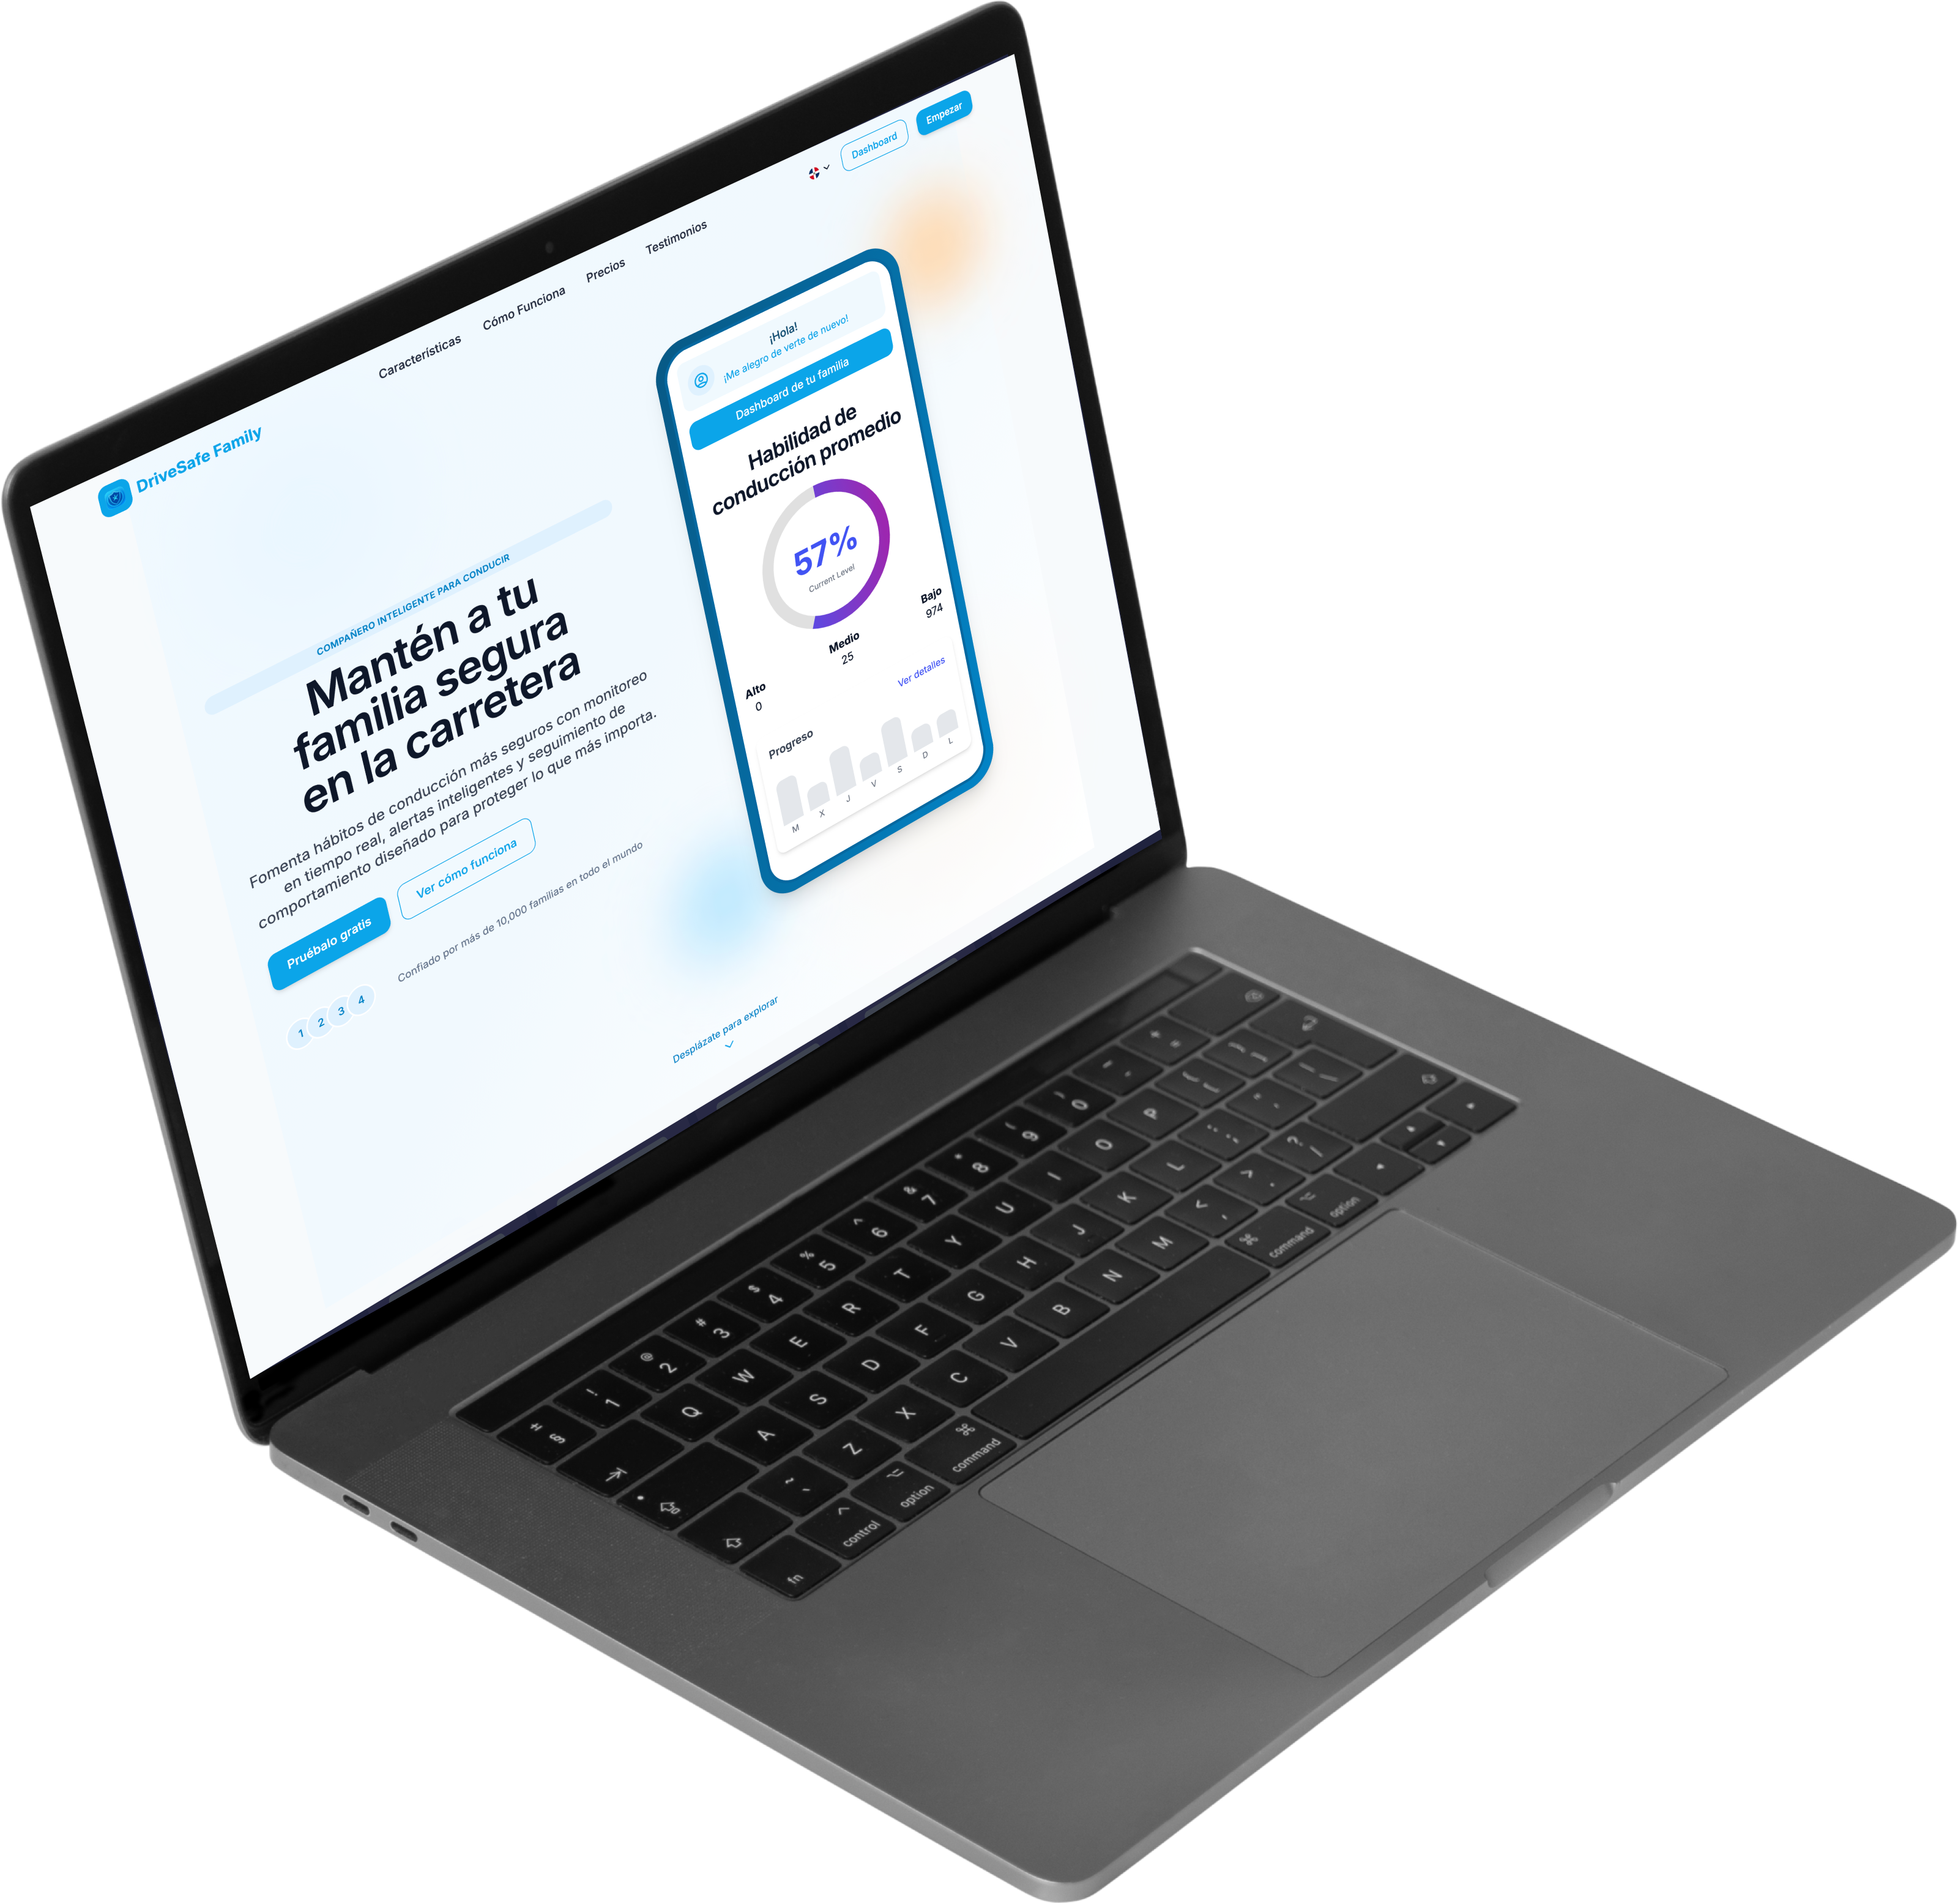 DriveSafe Family
Características
Cómo Funciona
Precios
Testimonios
Dashboard
Empezar
COMPAÑERO INTELIGENTE PARA CONDUCIR
Mantén a tu
familia segura
en la carretera
Fomenta hábitos de conducción más seguros con monitoreo
en tiempo real, alertas inteligentes y seguimiento de
comportamiento diseñado para proteger lo que más importa.
Pruébalo gratis
Ver cómo funciona
1 2 3 4
Confiado por más de 10,000 familias en todo el mundo
¡Hola!
¡Me alegro de verte de nuevo!
Dashboard de tu familia
Habilidad de
conducción promedio
57%
Current Level
Alto
0
Medio
25
Bajo
974
Progreso
Ver detalles
M X J V S D L
Desplázate para explorar
± § ! 1 @ 2 # 3 $ 4 % 5 ^ 6 & 7 * 8 ( 9 ) 0 _ - + =
Q W E R T Y U I O P { [ } ]
A S D F G H J K L : ; " ' | \
~ ` Z X C V B N M < , > . ? /
fn control option command command option